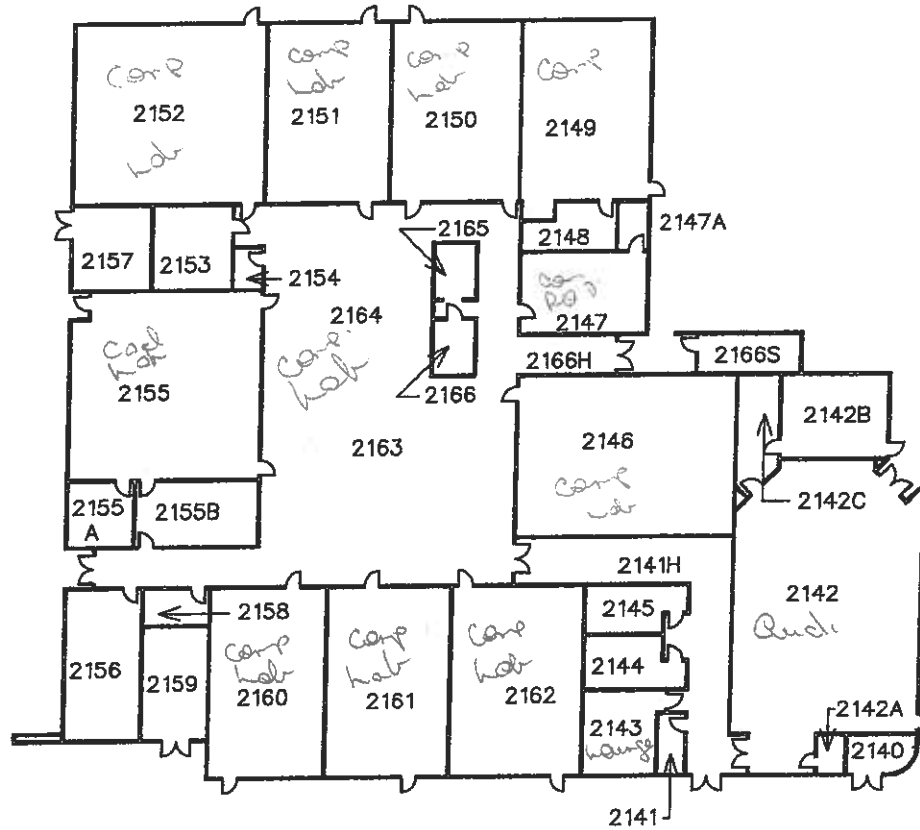 Comp
2152
Lab
Comp
Lab
2151
Comp
Lab
2150
Comp
2149
2147A
2148
2165
2157
2153
2154
2164
Comp
Lab
2147
2166H
2166S
2155
2166
2142B
2146
Comp
Lab
2163
2142C
2155
A
2155B
2141H
2142
Audi
2145
2158
2156
2144
2159
Comp
Lab
2160
Comp
Lab
2161
Comp
Lab
2162
2143
Lounge
2142A
2140
2141